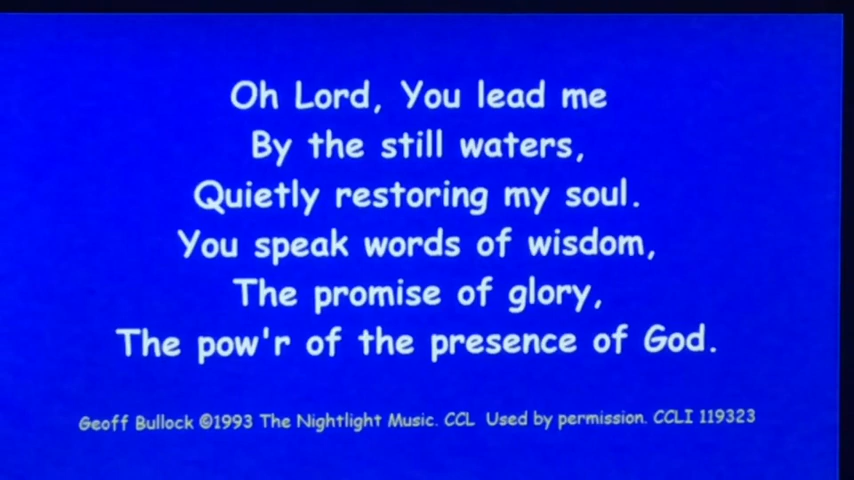 Oh Lord, You lead me
By the still waters,
Quietly restoring my soul.
You speak words of wisdom,
The promise of glory,
The pow'r of the presence of God.
Geoff Bullock ©1993 The Nightlight Music. CCL Used by permission. CCLI 119323